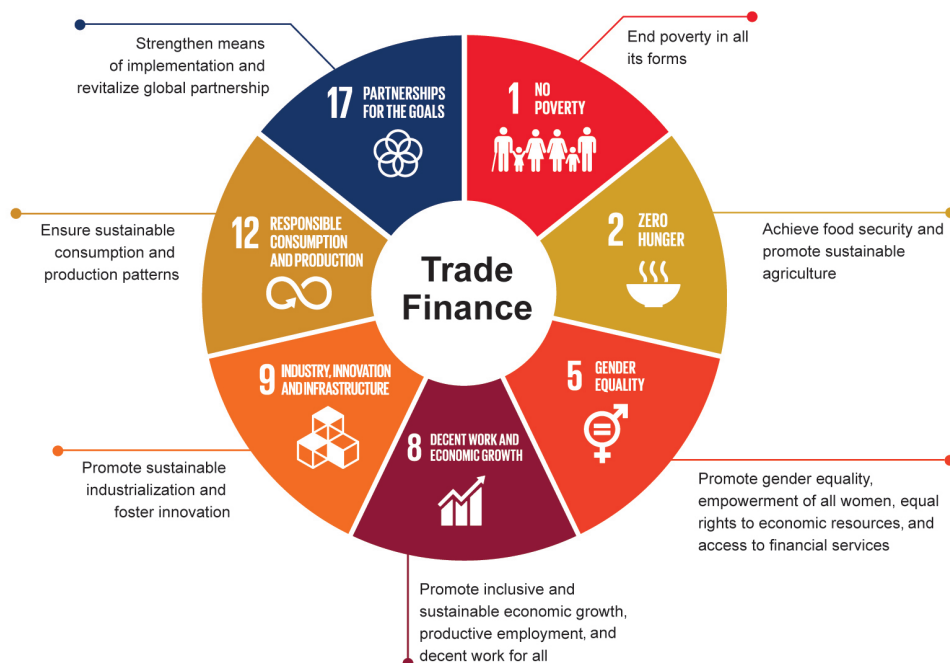 Strengthen means
of implementation and
revitalize global partnership
End poverty in all
its forms
17 PARTNERSHIPS
FOR THE GOALS
1 NO
POVERTY
12 RESPONSIBLE
CONSUMPTION
AND PRODUCTION
2 ZERO
HUNGER
Ensure sustainable
consumption and
production patterns
Trade
Finance
Achieve food security and
promote sustainable
agriculture
9 INDUSTRY, INNOVATION
AND INFRASTRUCTURE
5 GENDER
EQUALITY
8 DECENT WORK AND
ECONOMIC GROWTH
Promote sustainable
industrialization and
foster innovation
Promote gender equality,
empowerment of all women, equal
rights to economic resources, and
access to financial services
Promote inclusive and
sustainable economic growth,
productive employment, and
decent work for all